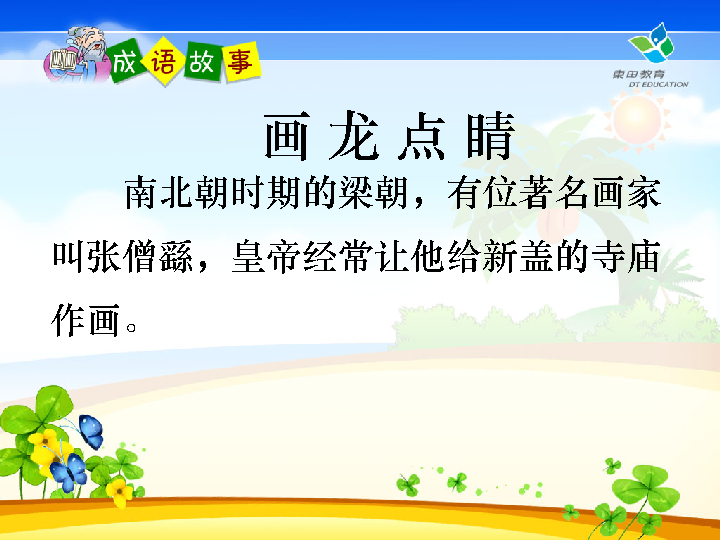 成语故事
東田教育
DT EDUCATION
画龙点睛
南北朝时期的梁朝，有位著名画家
叫张僧繇，皇帝经常让他给新盖的寺庙
作画。